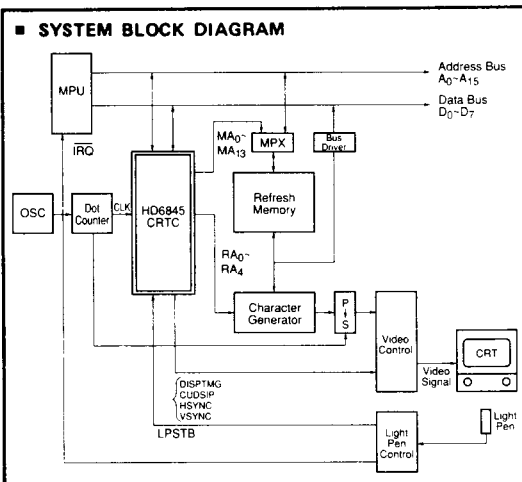 ■ SYSTEM BLOCK DIAGRAM
Address Bus
A0~A15
MPU
Data Bus
D0~D7
IRQ
MA0~
MA13
MPX
Bus
Driver
OSC
Dot
Counter
CLK
HD6845
CRTC
Refresh
Memory
RA0~
RA4
Character
Generator
P
S
Video
Control
CRT
Video
Signal
DISPTMG
CUDSIP
HSYNC
VSYNC
LPSTB
Light
Pen
Control
Light
Pen